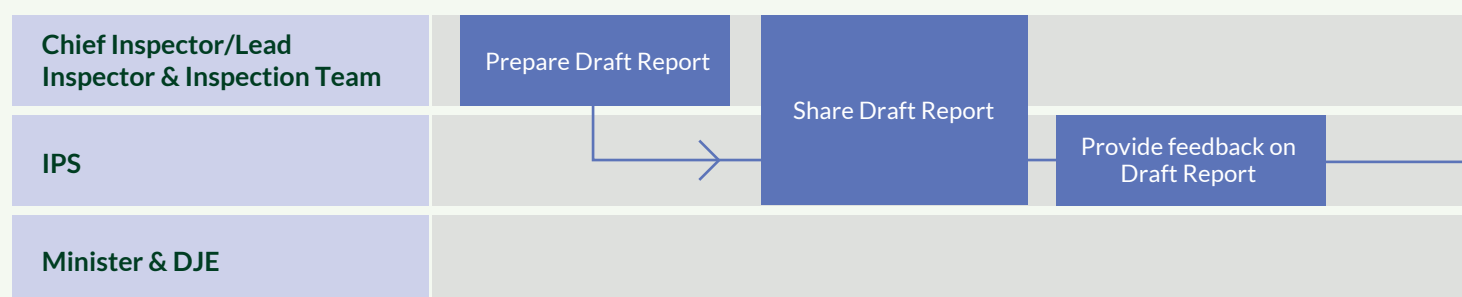 Chief Inspector/Lead
Inspector & Inspection Team
Prepare Draft Report
Share Draft Report
IPS
Provide feedback on
Draft Report
Minister & DJE